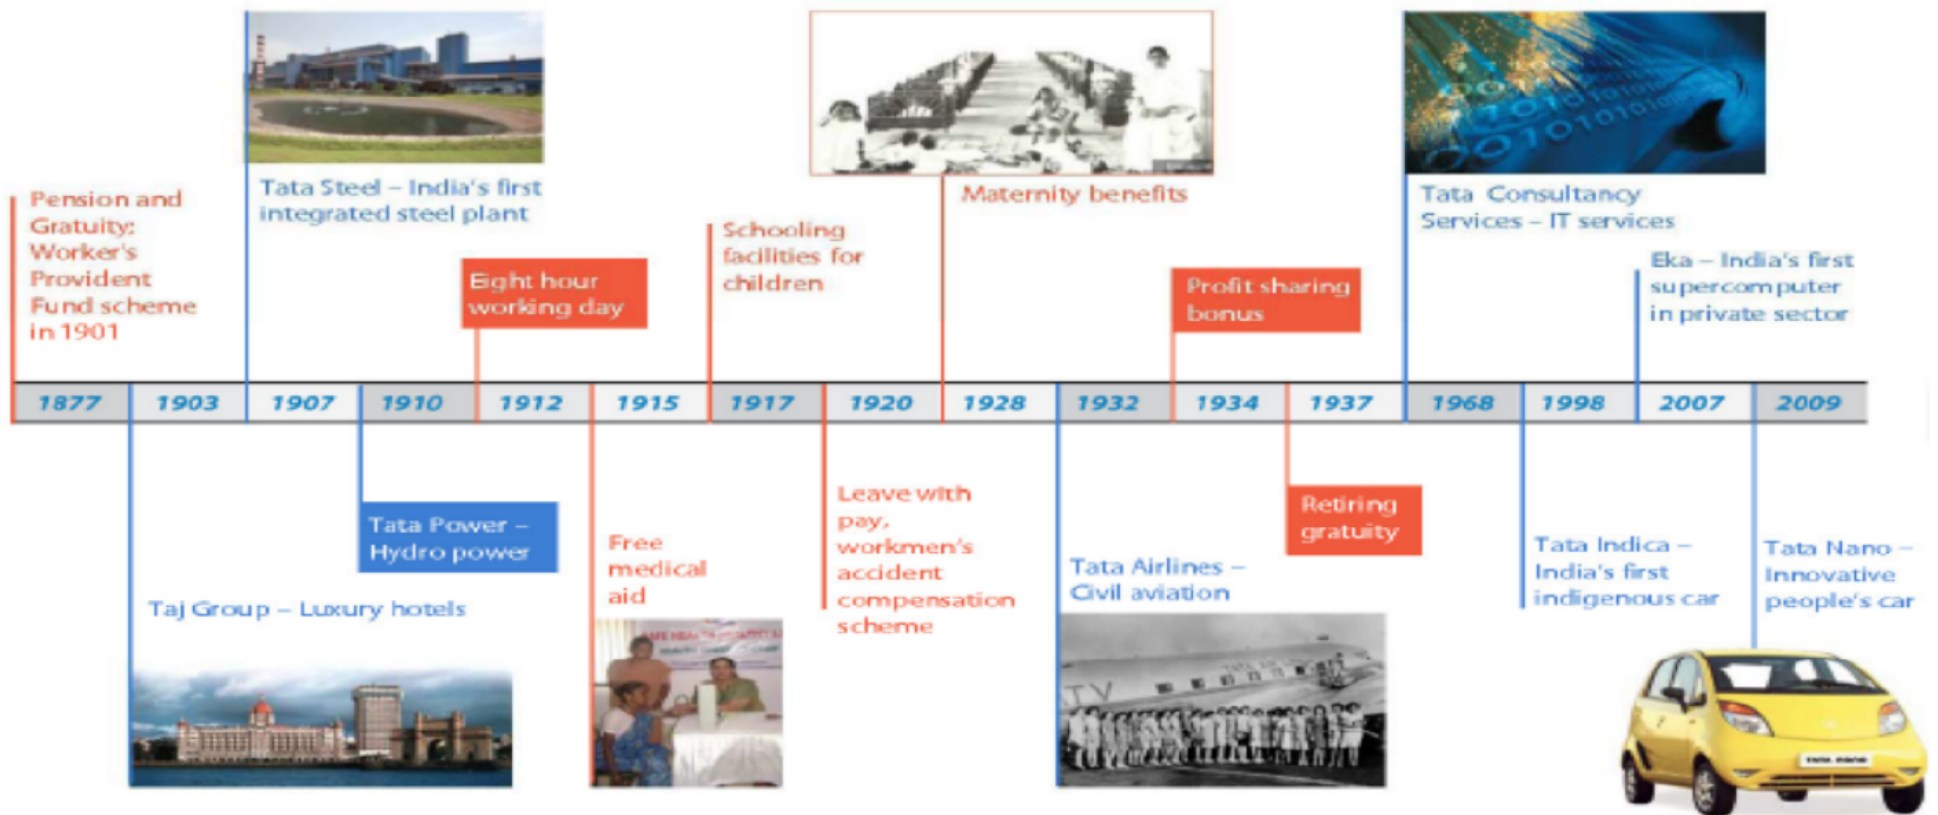 Tata Steel – India's first
integrated steel plant
Maternity benefits
Tata Consultancy
Services – IT services
Pension and
Gratuity:
Worker's
Provident
Fund scheme
in 1901
Eight hour
working day
Schooling
facilities for
children
Profit sharing
bonus
Eka – India's first
supercomputer
in private sector
1877 1903 1907 1910 1912 1915 1917 1920 1928 1932 1934 1937 1968 1998 2007 2009
Tata Power –
Hydro power
Taj Group – Luxury hotels
Free
medical
aid
Leave with
pay,
workmen's
accident
compensation
scheme
Tata Airlines –
Civil aviation
Retiring
gratuity
Tata Indica –
India's first
indigenous car
Tata Nano –
Innovative
people's car
TATA NANO